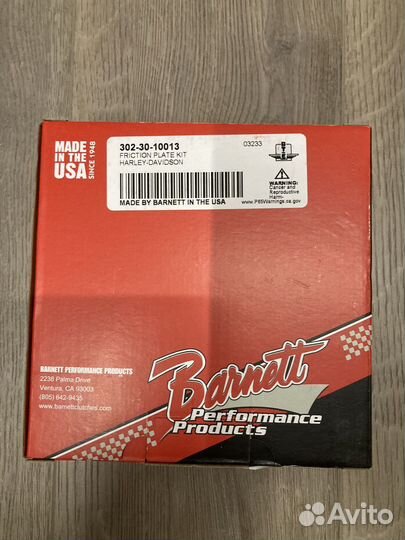 MADE
IN THE
USA
SINCE 1948
302-30-10013
03233
FRICTION PLATE KIT
HARLEY-DAVIDSON
WARNING:
Cancer and
Reproductive
Harm-
www.P65Warnings.ca.gov
MADE BY BARNETT IN THE USA
BARNETT PERFORMANCE PRODUCTS
2238 Palma Drive
Ventura, CA 93003
(805) 642-9435
www.barnettclutches.com
Barnett
Performance
Products
Avito